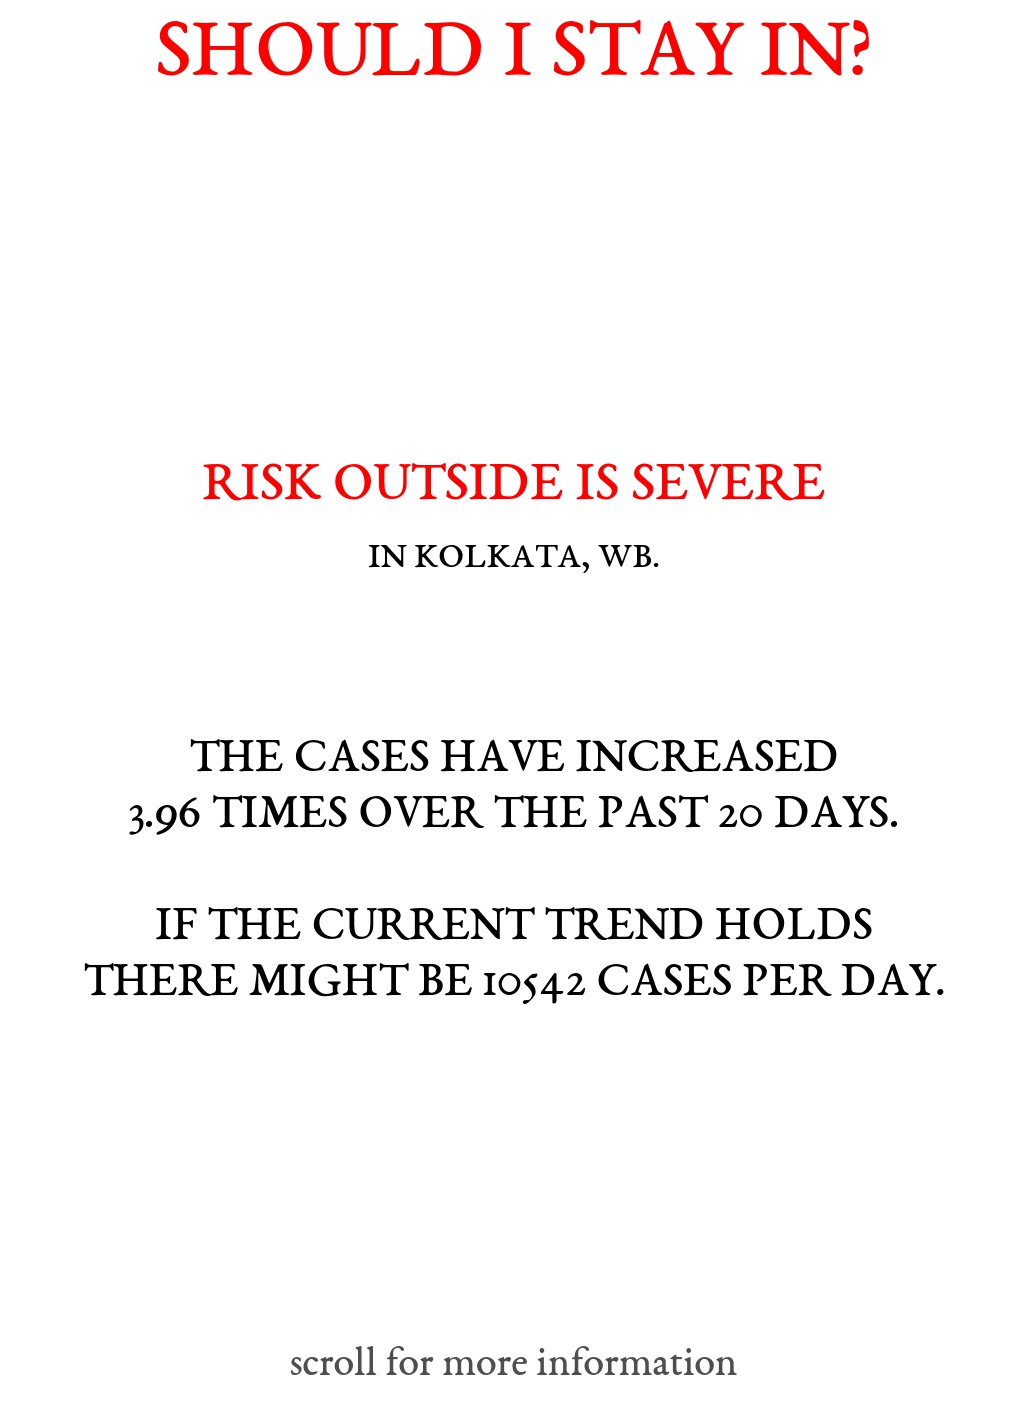 SHOULD I STAY IN?
RISK OUTSIDE IS SEVERE
IN KOLKATA, WB.
THE CASES HAVE INCREASED
3.96 TIMES OVER THE PAST 20 DAYS.
IF THE CURRENT TREND HOLDS
THERE MIGHT BE 10542 CASES PER DAY.
scroll for more information